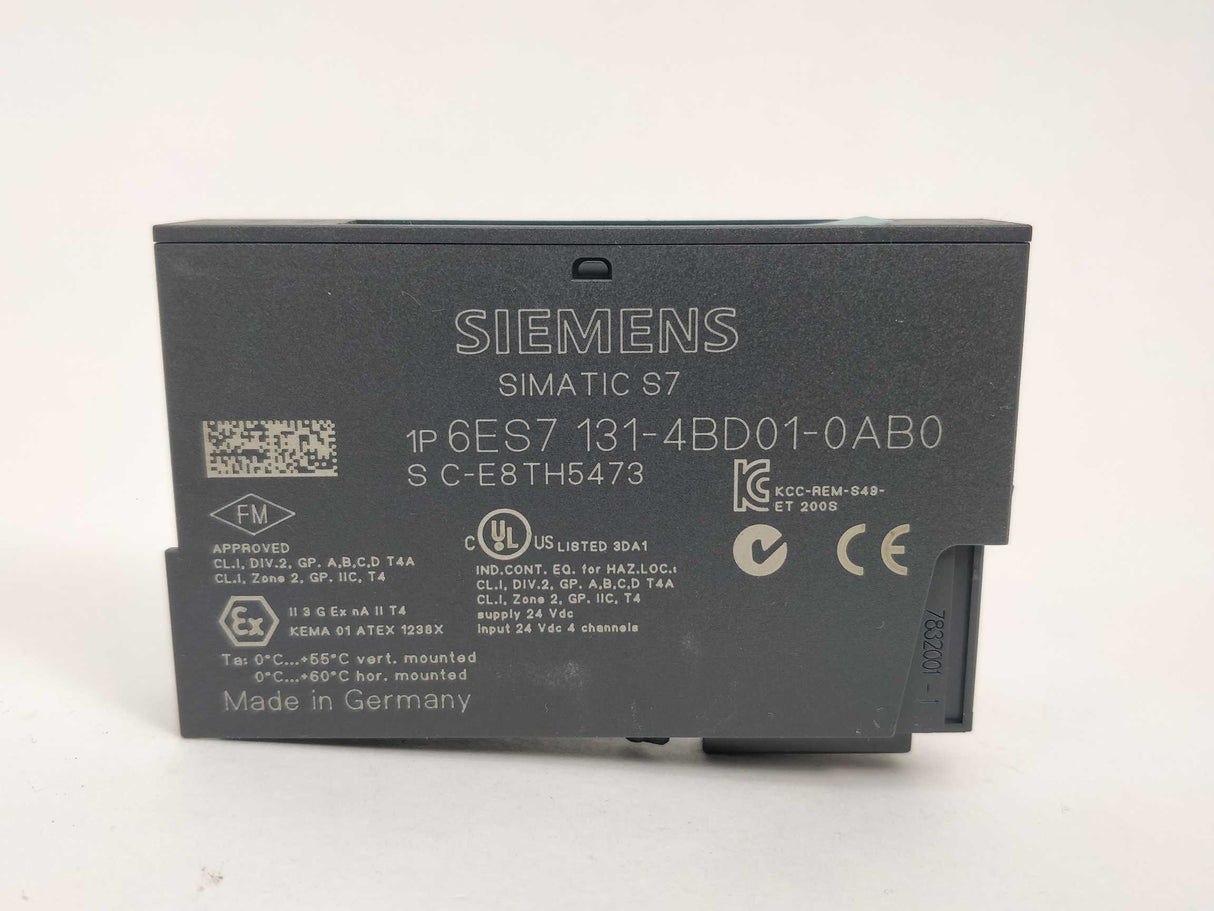 SIEMENS
SIMATIC S7
1P 6ES7 131-4BD01-0AB0
S C-E8TH5473
KCC-REM-S49-
ET 200S
FM
APPROVED
CL.I, DIV.2, GP. A,B,C,D T4A
CL.I, Zone 2, GP. IIC, T4
Ex
II 3 G Ex nA II T4
KEMA 01 ATEX 1238X
C UL US LISTED 3DA1
IND.CONT. EQ. for HAZ.LOC.:
CL.I, DIV.2, GP. A,B,C,D T4A
CL.I, Zone 2, GP. IIC, T4
supply 24 Vdc
Input 24 Vdc 4 channels
CE
Ta: 0°C...+55°C vert. mounted
0°C...+60°C hor. mounted
Made in Germany
7832001 - 1